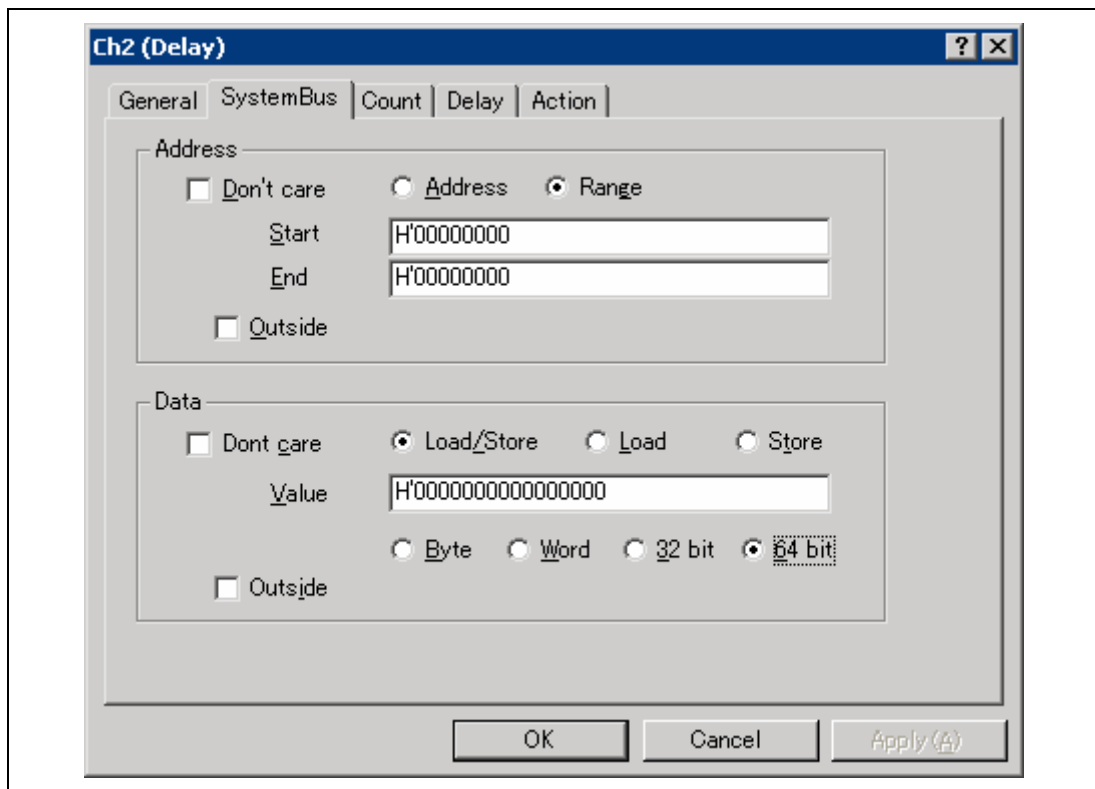 Ch2 (Delay)
General SystemBus Count Delay Action
Address
Don't care Address Range
Start H'00000000
End H'00000000
Outside
Data
Dont care Load/Store Load Store
Value H'0000000000000000
Byte Word 32 bit 64 bit
Outside
OK Cancel Apply (A)